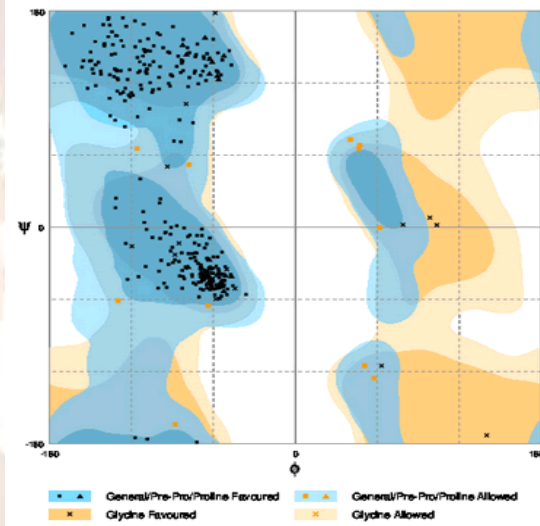 180
Ψ 0
-180
-180 0 180
Φ
General/Pre-Pro/Proline Favoured General/Pre-Pro/Proline Allowed
Glycine Favoured Glycine Allowed